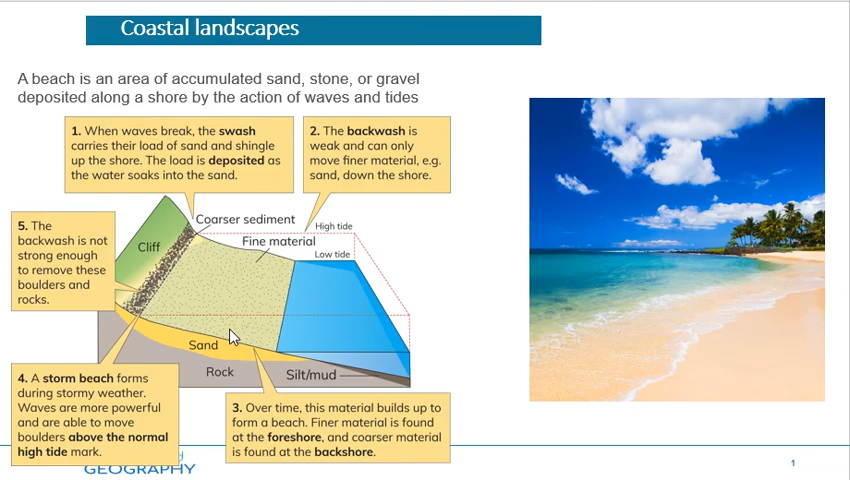 Coastal landscapes
A beach is an area of accumulated sand, stone, or gravel
deposited along a shore by the action of waves and tides
1. When waves break, the swash
carries their load of sand and shingle
up the shore. The load is deposited as
the water soaks into the sand.
2. The backwash is
weak and can only
move finer material, e.g.
sand, down the shore.
Coarser sediment
High tide
Fine material
Low tide
Cliff
5. The
backwash is not
strong enough
to remove these
boulders and
rocks.
Sand
Rock
Silt/mud
4. A storm beach forms
during stormy weather.
Waves are more powerful
and are able to move
boulders above the normal
high tide mark.
3. Over time, this material builds up to
form a beach. Finer material is found
at the foreshore, and coarser material
is found at the backshore.
GEOGRAPHY
1